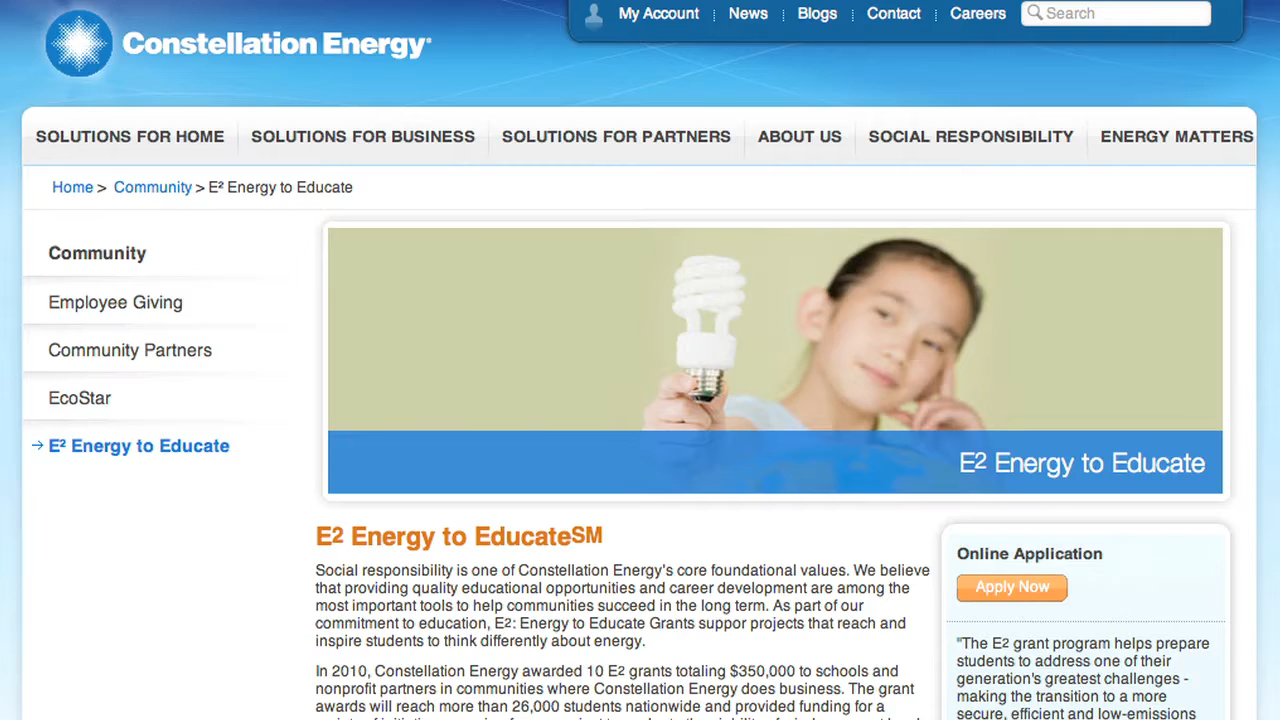 My Account
News
Blogs
Contact
Careers
Search
Constellation Energy®
SOLUTIONS FOR HOME
SOLUTIONS FOR BUSINESS
SOLUTIONS FOR PARTNERS
ABOUT US
SOCIAL RESPONSIBILITY
ENERGY MATTERS
Home > Community > E² Energy to Educate
Community
Employee Giving
Community Partners
EcoStar
→ E² Energy to Educate
E² Energy to Educate
E² Energy to EducateSM
Social responsibility is one of Constellation Energy's core foundational values. We believe
that providing quality educational opportunities and career development are among the
most important tools to help communities succeed in the long term. As part of our
commitment to education, E²: Energy to Educate Grants suppor projects that reach and
inspire students to think differently about energy.
In 2010, Constellation Energy awarded 10 E² grants totaling $350,000 to schools and
nonprofit partners in communities where Constellation Energy does business. The grant
awards will reach more than 26,000 students nationwide and provided funding for a
Online Application
Apply Now
"The E² grant program helps prepare
students to address one of their
generation's greatest challenges -
making the transition to a more
secure, efficient and low-emissions